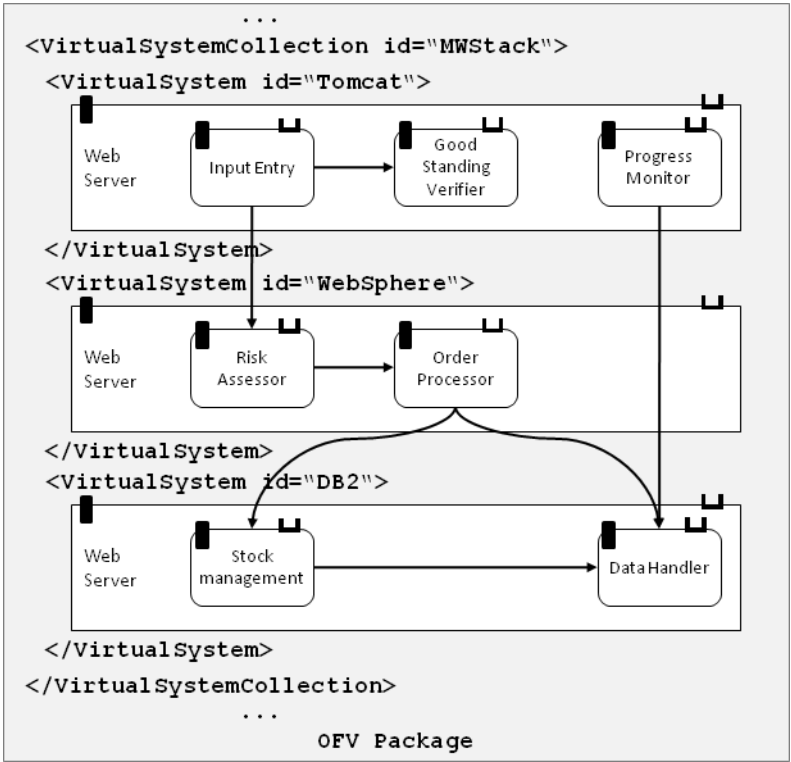 ...
<VirtualSystemCollection id="MWStack">
<VirtualSystem id="Tomcat">
Web
Server
Input Entry
Good
Standing
Verifier
Progress
Monitor
</VirtualSystem>
<VirtualSystem id="WebSphere">
Web
Server
Risk
Assessor
Order
Processor
</VirtualSystem>
<VirtualSystem id="DB2">
Web
Server
Stock
management
Data Handler
</VirtualSystem>
</VirtualSystemCollection>
...
OFV Package